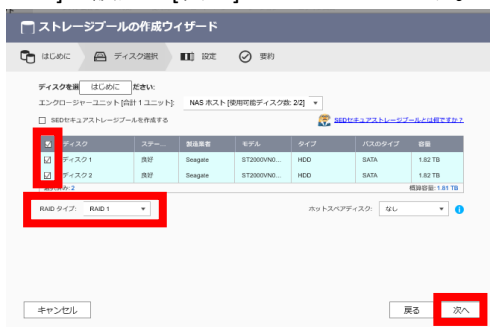 ストレージプールの作成ウィザード
はじめに ディスク選択 設定 要約
ディスクを選 はじめに ださい:
エンクロージャーユニット [合計 1 ユニット]: NAS ホスト [使用可能ディスク数: 2/2]
SEDセキュアストレージプールを作成する SEDセキュアストレージプールとは何ですか?
ディスク ステー... 製造業者 モデル タイプ バスのタイプ 容量
ディスク 1 良好 Seagate ST2000VN0... HDD SATA 1.82 TB
ディスク 2 良好 Seagate ST2000VN0... HDD SATA 1.82 TB
: 2 概算容量: 1.81 TB
RAID タイプ: RAID 1 ホットスペアディスク: なし
キャンセル 戻る 次へ